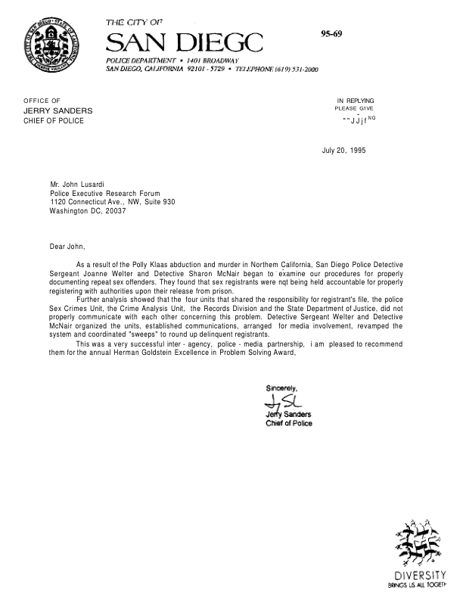 THE CITY OF
SAN DIEGO
95-69
POLICE DEPARTMENT • 1401 BROADWAY
SAN DIEGO, CALIFORNIA 92101 - 5729 • TELEPHONE (619) 531-2000
OFFICE OF
JERRY SANDERS
CHIEF OF POLICE
IN REPLYING
PLEASE GIVE
July 20, 1995
Mr. John Lusardi
Police Executive Research Forum
1120 Connecticut Ave., NW, Suite 930
Washington DC, 20037
Dear John,
As a result of the Polly Klaas abduction and murder in Northern California, San Diego Police Detective
Sergeant Joanne Welter and Detective Sharon McNair began to examine our procedures for properly
documenting repeat sex offenders. They found that sex registrants were nqt being held accountable for properly
registering with authorities upon their release from prison.
Further analysis showed that the four units that shared the responsibility for registrant's file, the police
Sex Crimes Unit, the Crime Analysis Unit, the Records Division and the State Department of Justice, did not
properly communicate with each other concerning this problem. Detective Sergeant Welter and Detective
McNair organized the units, established communications, arranged for media involvement, revamped the
system and coordinated "sweeps" to round up delinquent registrants.
This was a very successful inter - agency, police - media partnership, i am pleased to recommend
them for the annual Herman Goldstein Excellence in Problem Solving Award,
Sincerely,
Jerry Sanders
Chief of Police
DIVERSITY
BRINGS US ALL TOGETHER